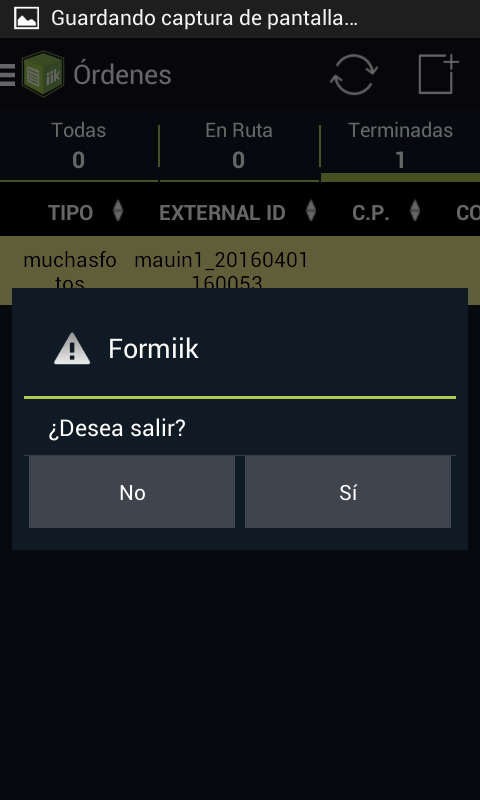 Guardando captura de pantalla...
iik Órdenes
Todas En Ruta Terminadas
0 0 1
TIPO EXTERNAL ID C.P. CO
muchasfo mauin1_20160401
tos 160053
Formiik
¿Desea salir?
No Sí